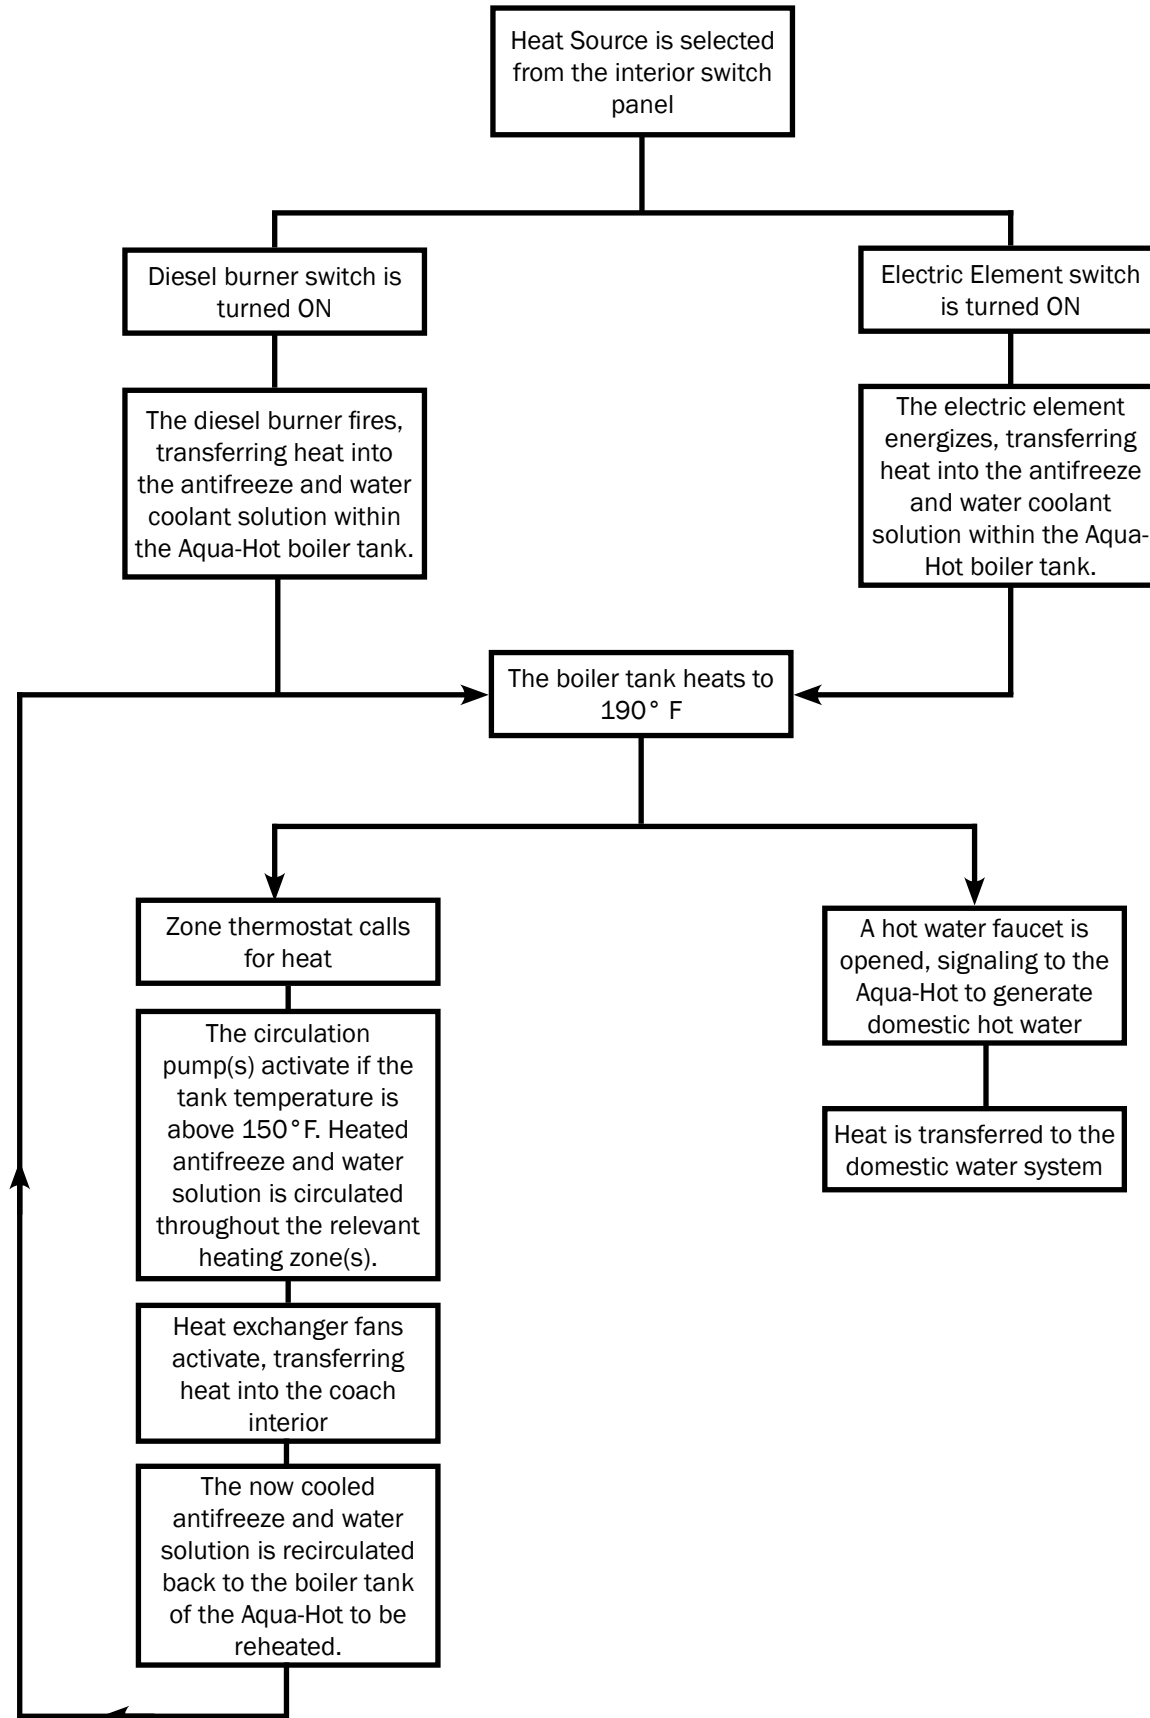 Heat Source is selected
from the interior switch
panel
Diesel burner switch is
turned ON
Electric Element switch
is turned ON
The diesel burner fires,
transferring heat into
the antifreeze and water
coolant solution within
the Aqua-Hot boiler tank.
The electric element
energizes, transferring
heat into the antifreeze
and water coolant
solution within the Aqua-
Hot boiler tank.
The boiler tank heats to
190° F
Zone thermostat calls
for heat
The circulation
pump(s) activate if the
tank temperature is
above 150°F. Heated
antifreeze and water
solution is circulated
throughout the relevant
heating zone(s).
Heat exchanger fans
activate, transferring
heat into the coach
interior
The now cooled
antifreeze and water
solution is recirculated
back to the boiler tank
of the Aqua-Hot to be
reheated.
A hot water faucet is
opened, signaling to the
Aqua-Hot to generate
domestic hot water
Heat is transferred to the
domestic water system